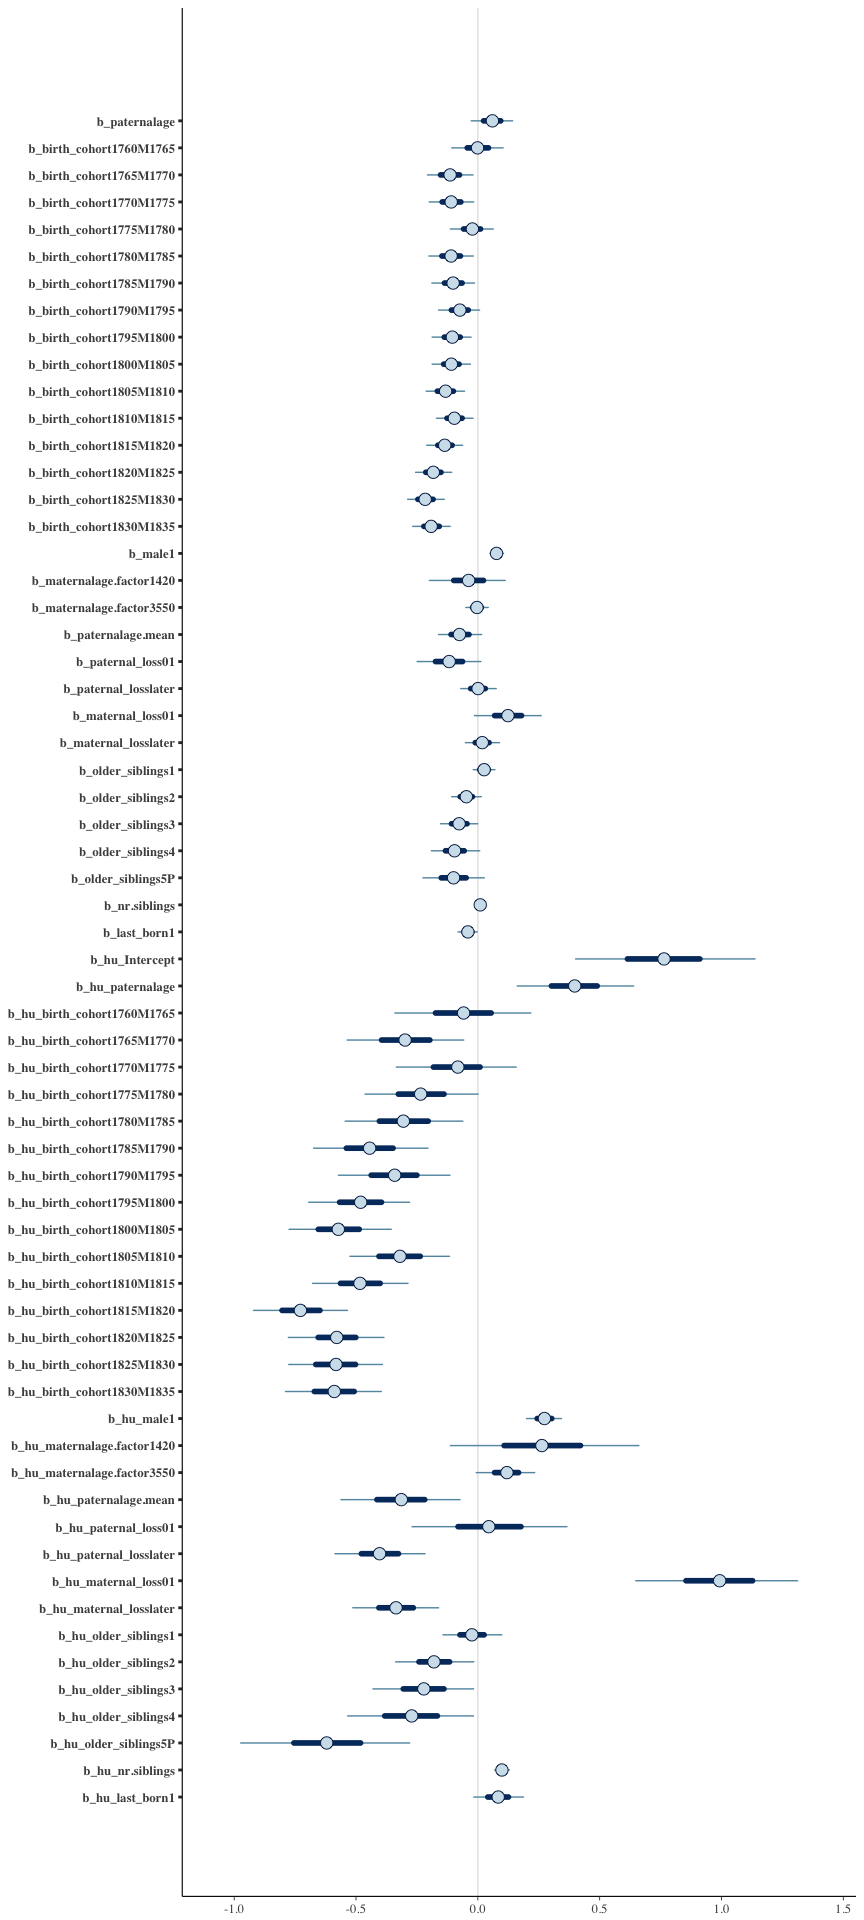 b_paternalage
b_birth_cohort1760M1765
b_birth_cohort1765M1770
b_birth_cohort1770M1775
b_birth_cohort1775M1780
b_birth_cohort1780M1785
b_birth_cohort1785M1790
b_birth_cohort1790M1795
b_birth_cohort1795M1800
b_birth_cohort1800M1805
b_birth_cohort1805M1810
b_birth_cohort1810M1815
b_birth_cohort1815M1820
b_birth_cohort1820M1825
b_birth_cohort1825M1830
b_birth_cohort1830M1835
b_male1
b_maternalage.factor1420
b_maternalage.factor3550
b_paternalage.mean
b_paternal_loss01
b_paternal_losslater
b_maternal_loss01
b_maternal_losslater
b_older_siblings1
b_older_siblings2
b_older_siblings3
b_older_siblings4
b_older_siblings5P
b_nr.siblings
b_last_born1
b_hu_Intercept
b_hu_paternalage
b_hu_birth_cohort1760M1765
b_hu_birth_cohort1765M1770
b_hu_birth_cohort1770M1775
b_hu_birth_cohort1775M1780
b_hu_birth_cohort1780M1785
b_hu_birth_cohort1785M1790
b_hu_birth_cohort1790M1795
b_hu_birth_cohort1795M1800
b_hu_birth_cohort1800M1805
b_hu_birth_cohort1805M1810
b_hu_birth_cohort1810M1815
b_hu_birth_cohort1815M1820
b_hu_birth_cohort1820M1825
b_hu_birth_cohort1825M1830
b_hu_birth_cohort1830M1835
b_hu_male1
b_hu_maternalage.factor1420
b_hu_maternalage.factor3550
b_hu_paternalage.mean
b_hu_paternal_loss01
b_hu_paternal_losslater
b_hu_maternal_loss01
b_hu_maternal_losslater
b_hu_older_siblings1
b_hu_older_siblings2
b_hu_older_siblings3
b_hu_older_siblings4
b_hu_older_siblings5P
b_hu_nr.siblings
b_hu_last_born1
-1.0 -0.5 0.0 0.5 1.0 1.5